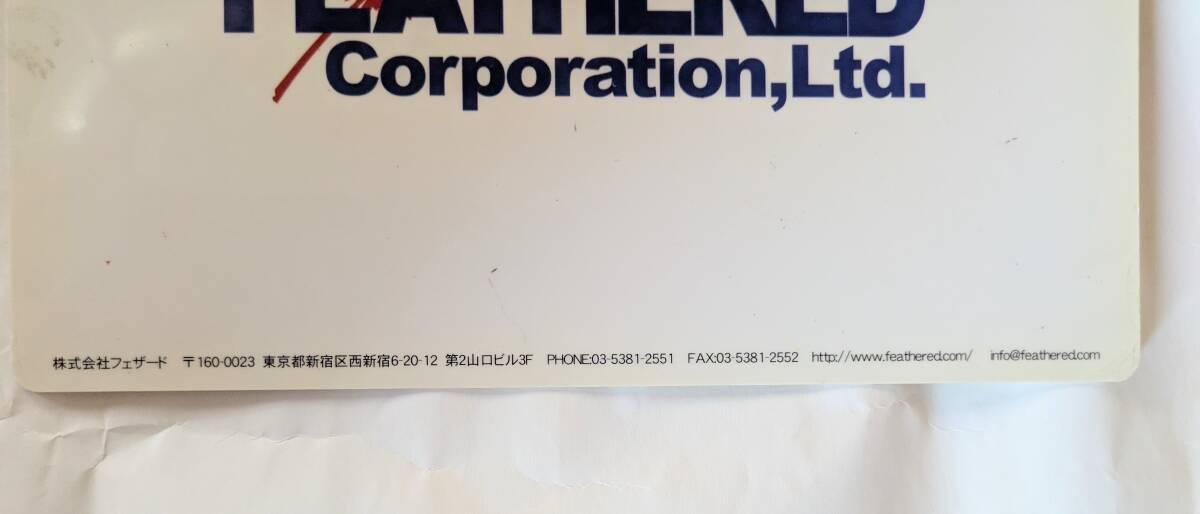 FEATHERED
Corporation,Ltd.
株式会社フェザード 〒160-0023 東京都新宿区西新宿6-20-12 第2山口ビル3F PHONE:03-5381-2551 FAX:03-5381-2552 http://www.feathered.com/ info@feathered.com